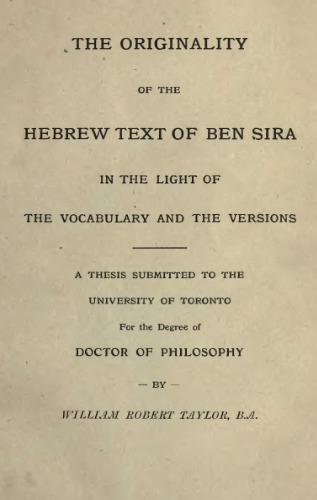 THE ORIGINALITY
OF THE
HEBREW TEXT OF BEN SIRA
IN THE LIGHT OF
THE VOCABULARY AND THE VERSIONS
A THESIS SUBMITTED TO THE
UNIVERSITY OF TORONTO
For the Degree of
DOCTOR OF PHILOSOPHY
— BY —
WILLIAM ROBERT TAYLOR, B.A.